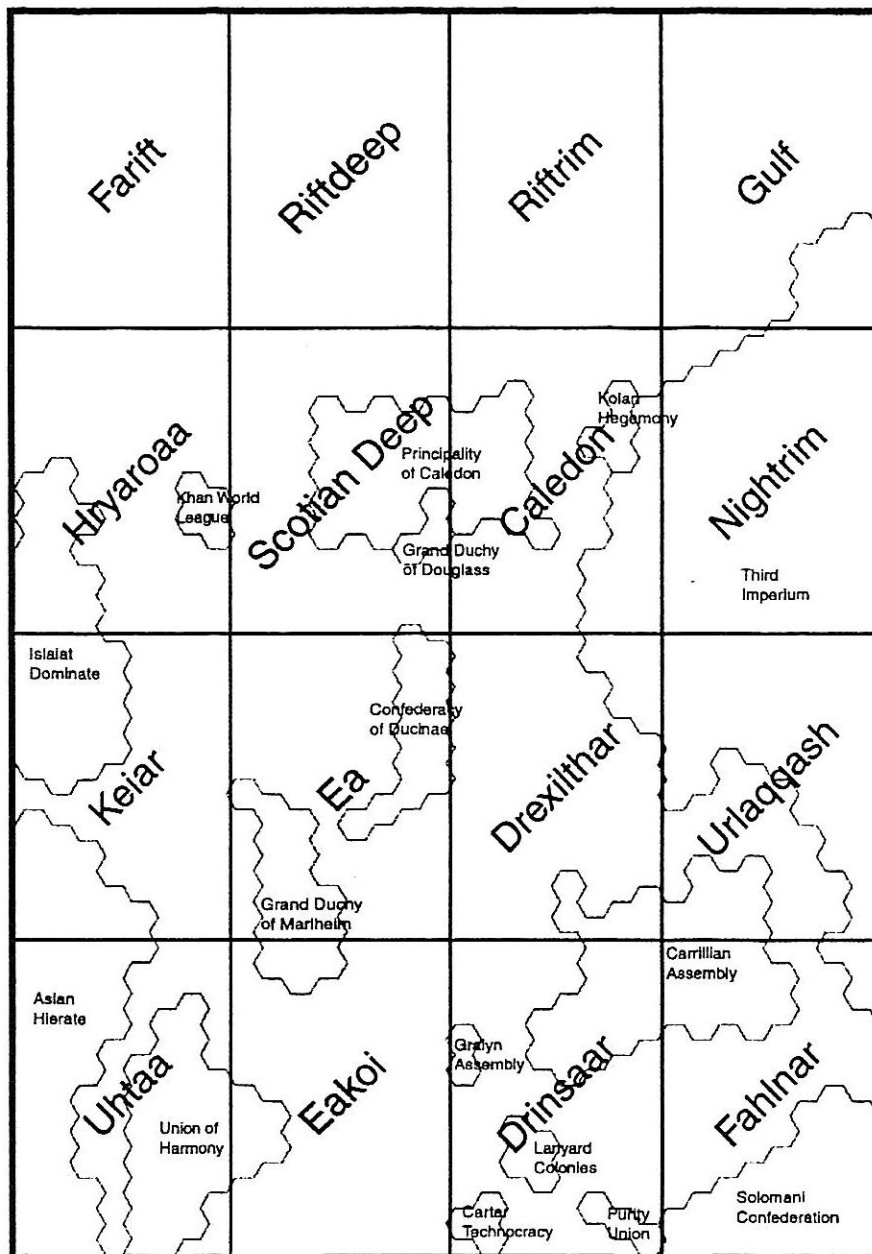 Farift
Riftdeep
Riftrim
Gulf
Hryaroaa
Scotian Deep
Caledon
Nightrim
Kolan
Hegemony
Principality
of Caledon
Khan World
League
Grand Duchy
of Douglass
Third
Imperium
Islaiat
Dominate
Confederacy
of Ducinae
Keiar
Ea
Drexilthar
Urlaqqash
Grand Duchy
of Marlheim
Carrillian
Assembly
Aslan
Hierate
Gralyn
Assembly
Uhtaa
Eakoi
Drinsaar
Fahlnar
Union of
Harmony
Lanyard
Colonies
Cartar
Technocracy
Purity
Union
Solomani
Confederation